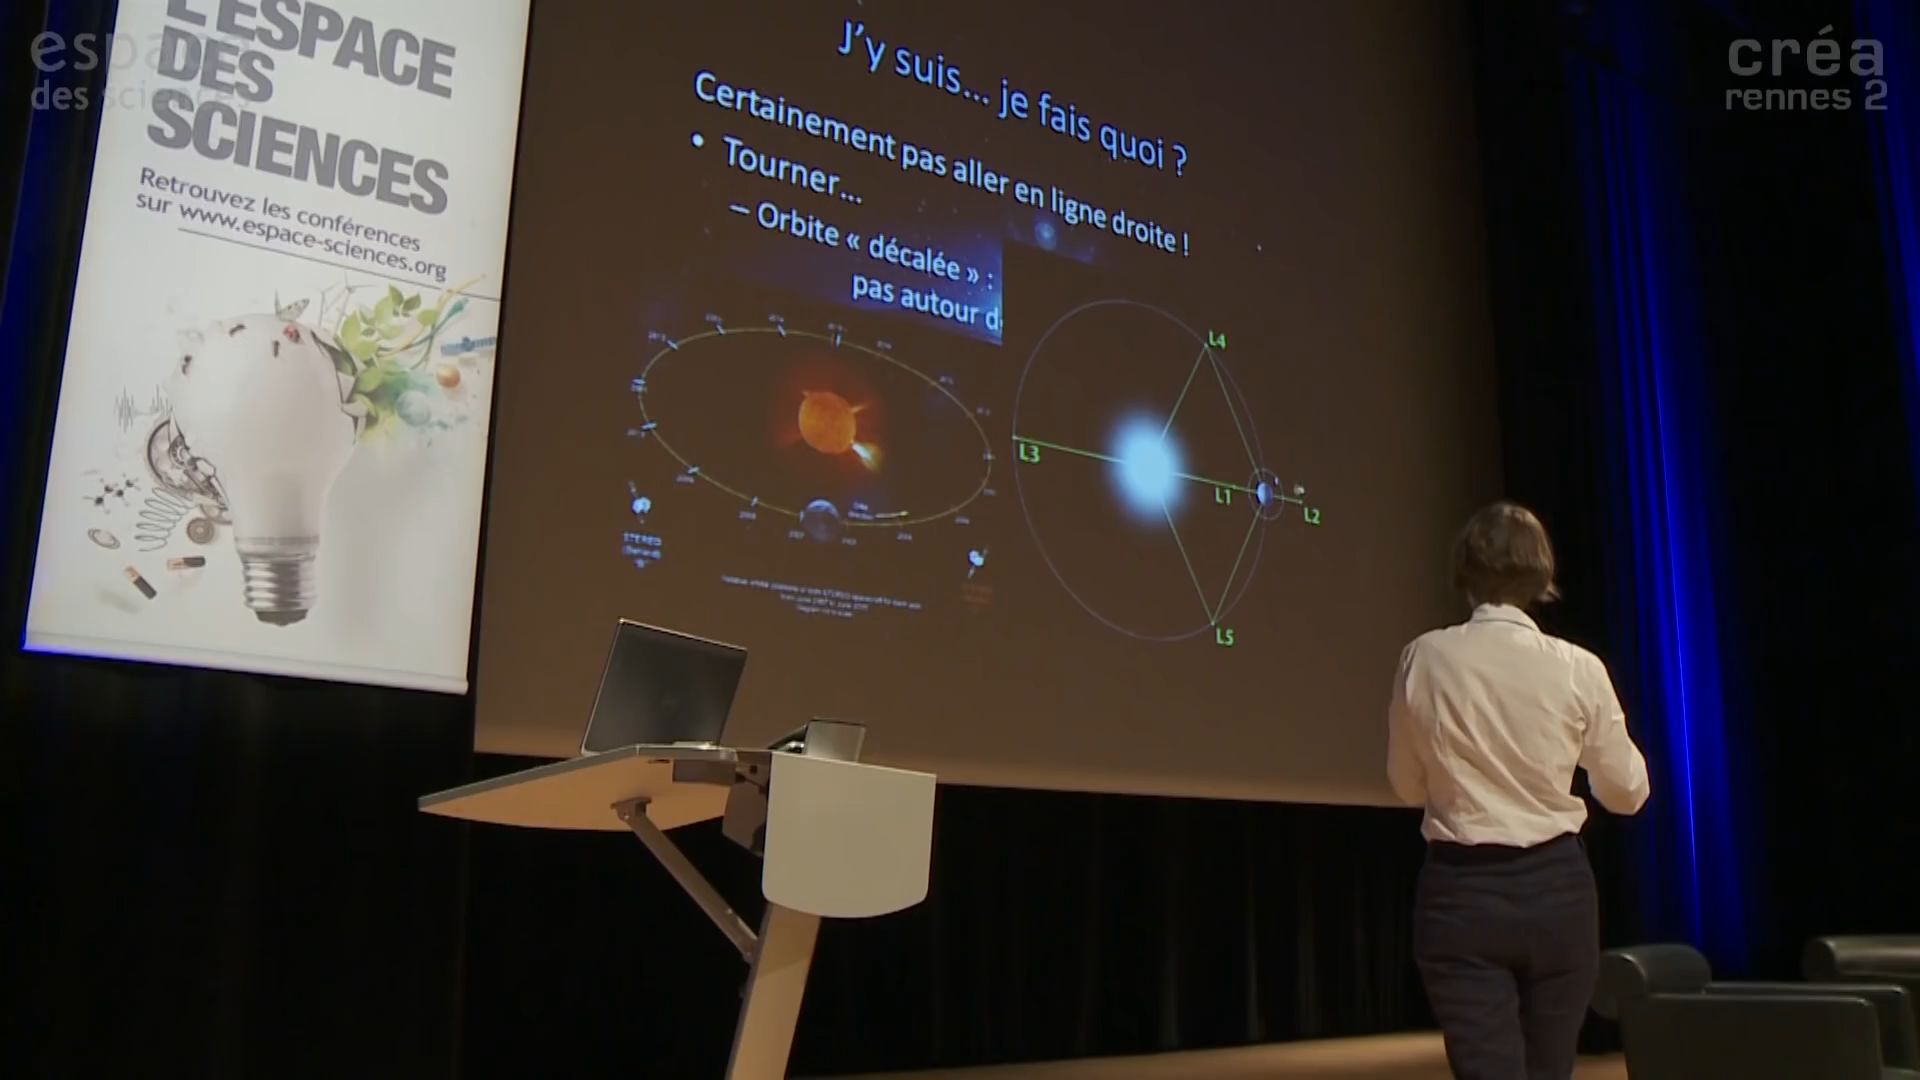 L'ESPACE
DES
SCIENCES
Retrouvez les conférences
sur www.espace-sciences.org
espace
des sciences
créa
rennes 2
J'y suis... je fais quoi ?
Certainement pas aller en ligne droite !
• Tourner...
– Orbite « décalée » :
pas autour d
L4
L3
L1
L2
L5
STEREO